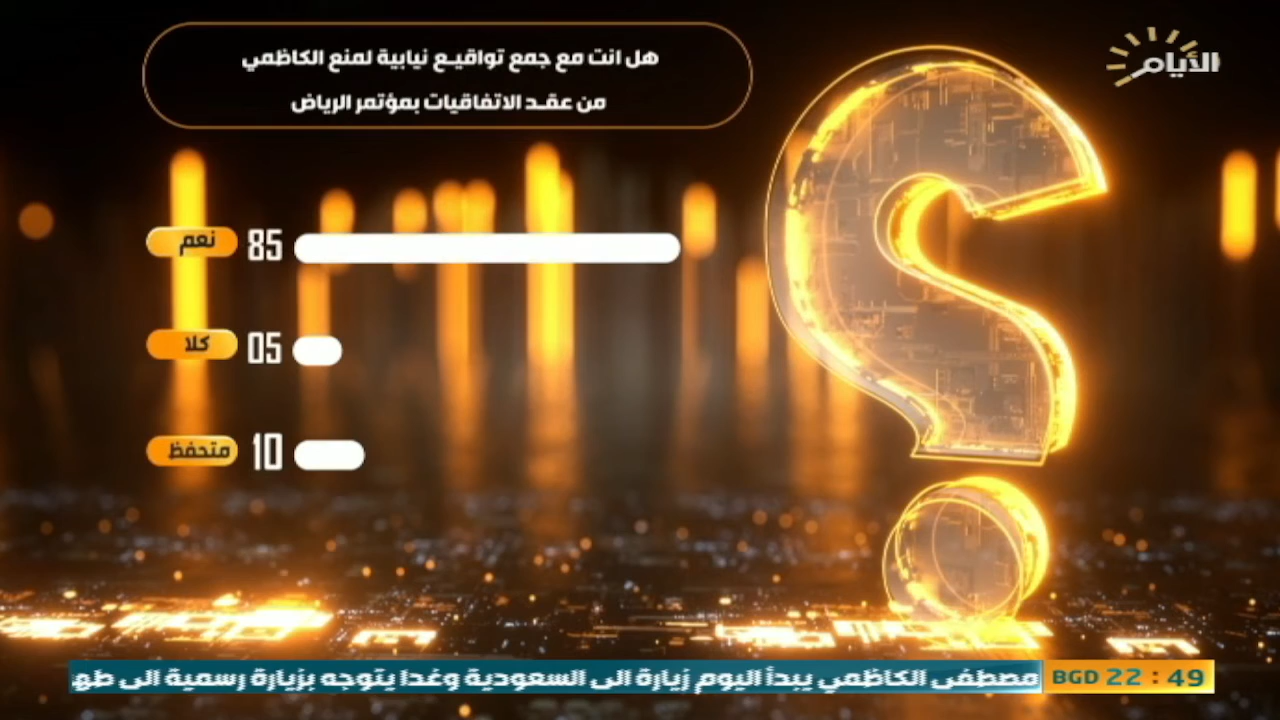 هل انت مع جمع تواقيع نيابية لمنع الكاظمي
من عقد الاتفاقيات بمؤتمر الرياض
الأيام
نعم 85
كلا 05
متحفظ 10
مصطفى الكاظمي يبدأ اليوم زيارة الى السعودية وغدا يتوجه بزيارة رسمية الى
BGD 22 : 49